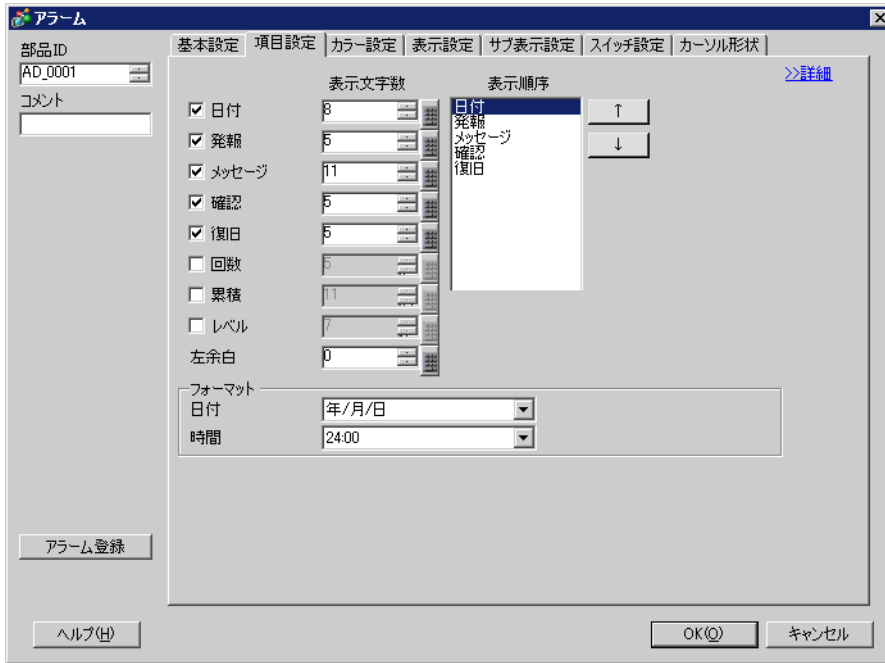 アラーム
部品ID
AD_0001
コメント
基本設定 項目設定 カラー設定 表示設定 サブ表示設定 スイッチ設定 カーソル形状
>>詳細
表示文字数 表示順序
日付 8
発報 5
メッセージ 11
確認 5
復旧 5
回数 5
累積 11
レベル 7
左余白 0
日付
発報
メッセージ
確認
復旧
↑
↓
フォーマット
日付 年/月/日
時間 24:00
アラーム登録
ヘルプ(H) OK(O) キャンセル